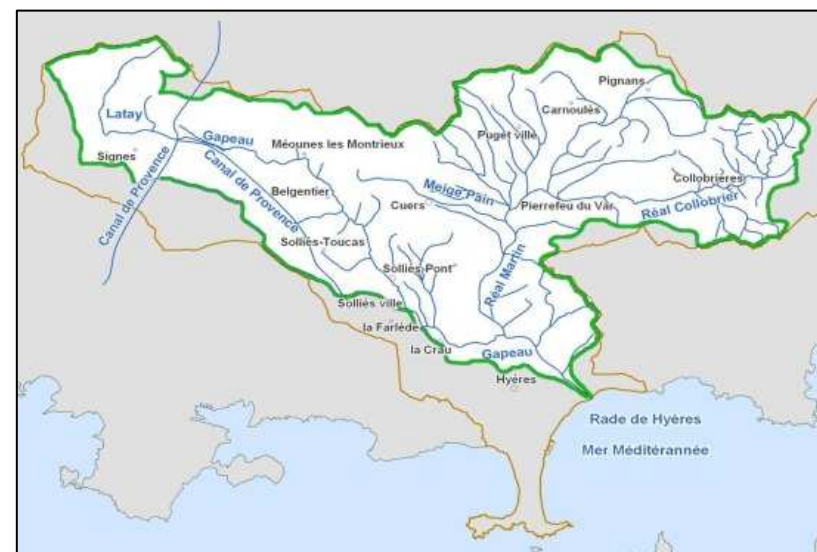 Pignans
Carnoulès
Latay
Puget ville
Gapeau
Méounes les Montrieux
Signes
Canal de Provence
Canal de Provence
Belgentier
Meige Pain
Collobrières
Cuers
Pierrefeu du Var
Réal Collobrier
Solliès-Toucas
Solliès-Pont
Réal Martin
Solliès ville
la Farlède
la Crau
Gapeau
Hyères
Rade de Hyères
Mer Méditérannée